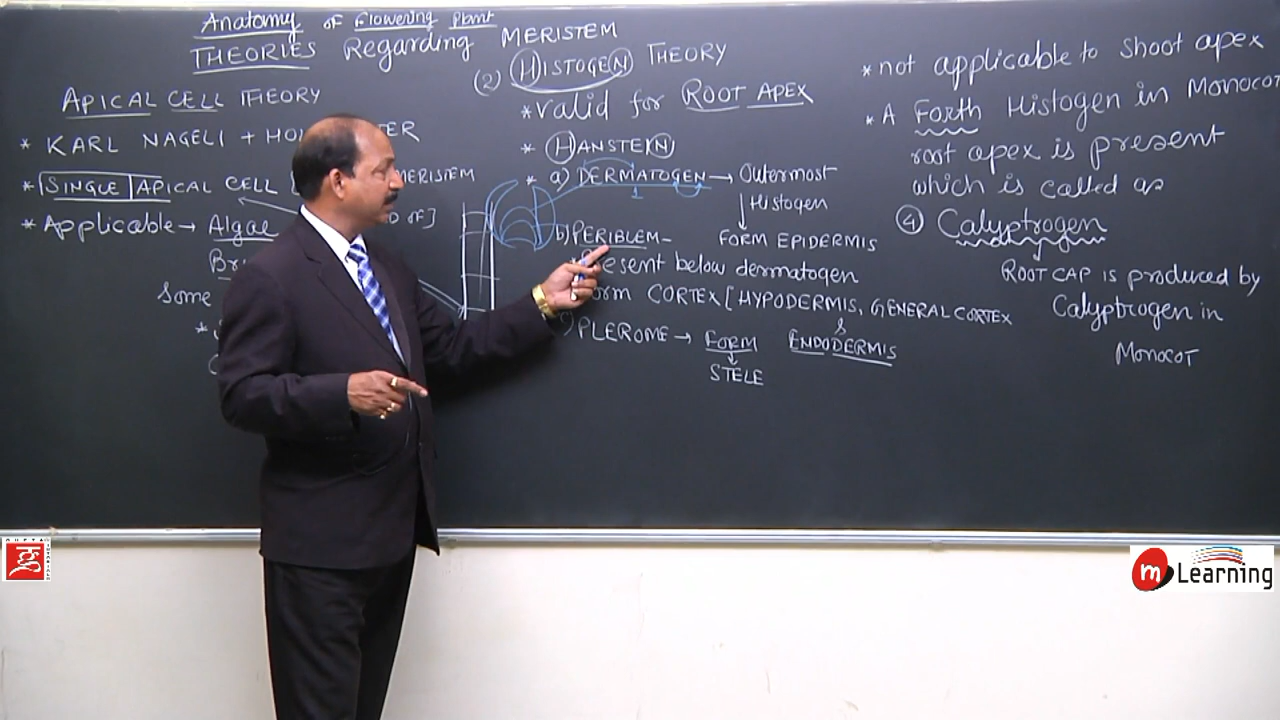 Anatomy of Flowering Plant
THEORIES Regarding MERISTEM
APICAL CELL THEORY
* KARL NAGELI +
* SINGLE APICAL CELL
* Applicable → Algae
Some
(2) HISTOGEN THEORY
* valid for ROOT APEX
* HANSTEIN
* a) DERMATOGEN → Outermost
1
Histogen
FORM EPIDERMIS
b) PERIBLEM-
* Present below dermatogen
form CORTEX [HYPODERMIS, GENERAL CORTEX
&
ENDODERMIS
c) PLEROME → FORM
STELE
* not applicable to shoot apex
* A Forth Histogen in MONOCOT
root apex is present
which is called as
④ Calyptrogen
ROOT CAP is produced by
Calyptrogen in
MONOCOT
GUPTA
m Learning